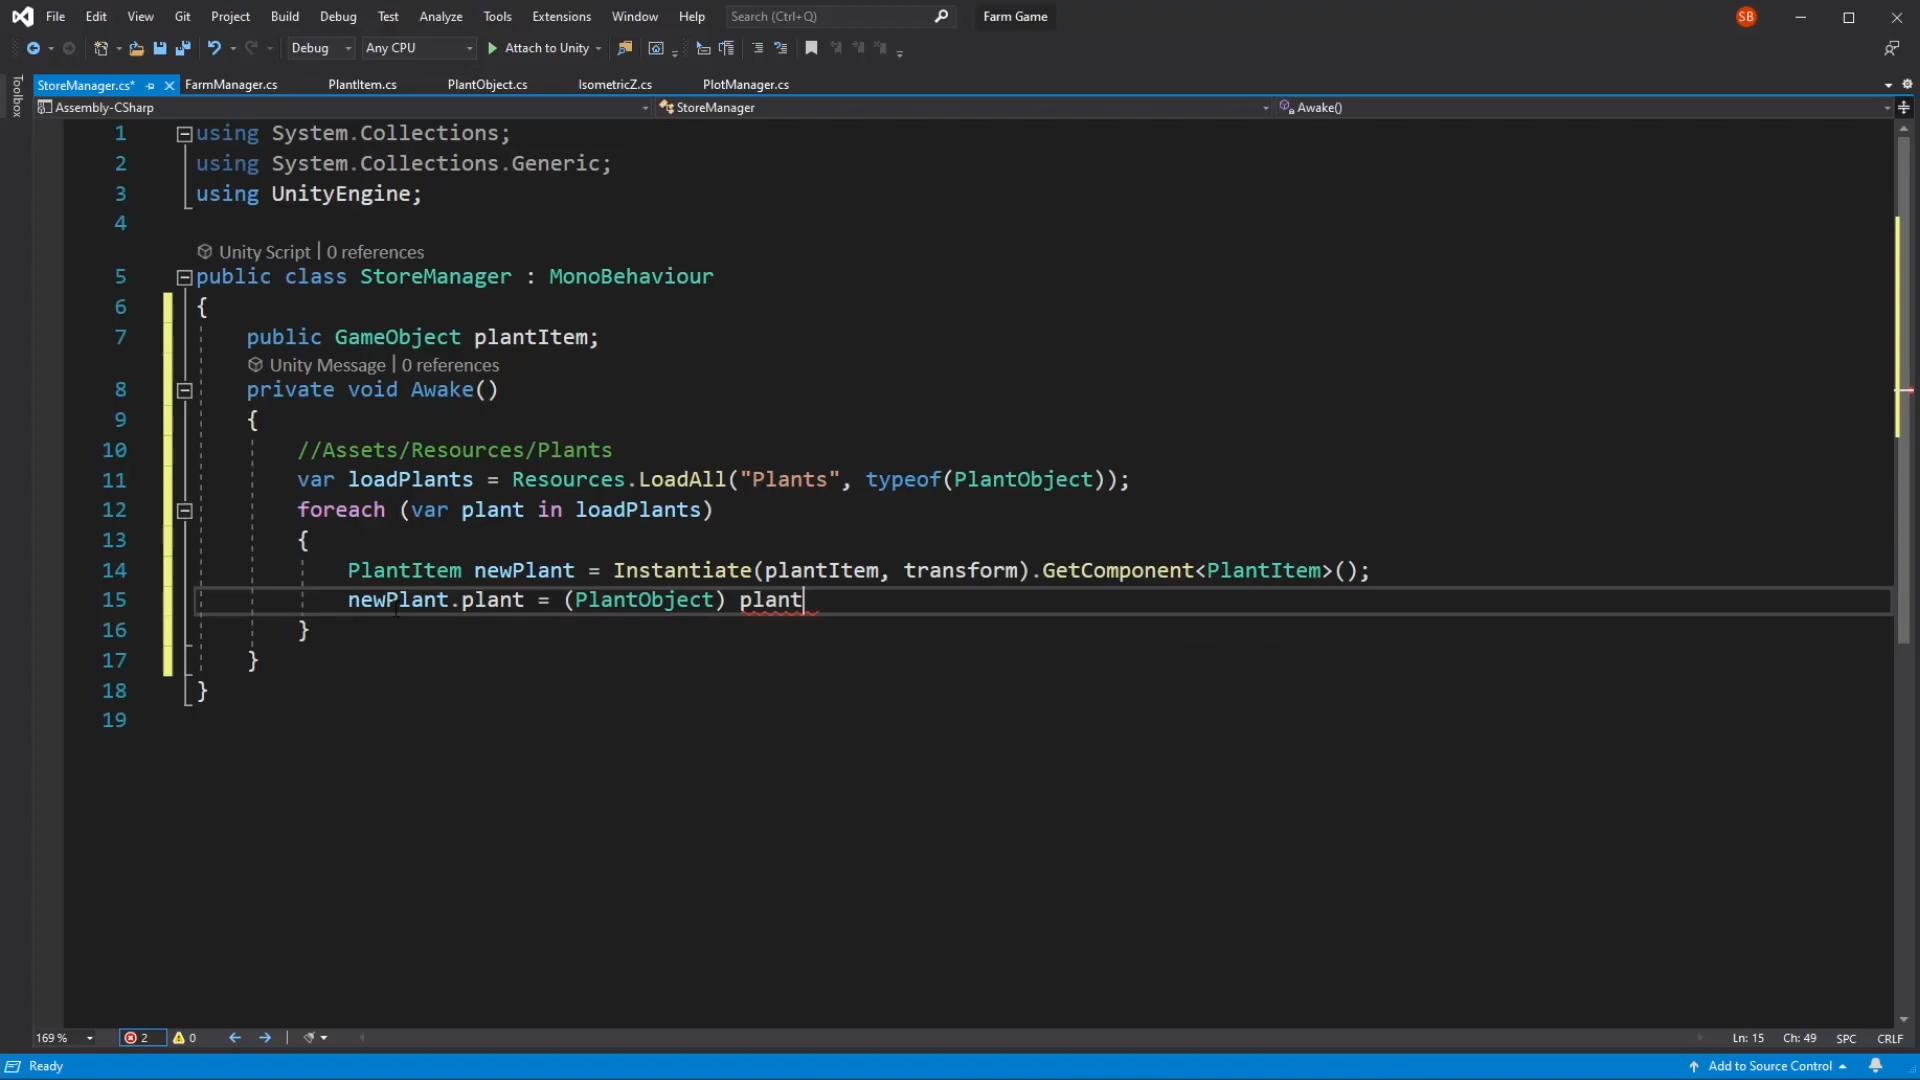 File Edit View Git Project Build Debug Test Analyze Tools Extensions Window Help Search (Ctrl+Q) Farm Game SB
Debug Any CPU Attach to Unity
StoreManager.cs* FarmManager.cs PlantItem.cs PlantObject.cs IsometricZ.cs PlotManager.cs
Toolbox
Assembly-CSharp StoreManager Awake()
1 using System.Collections;
2 using System.Collections.Generic;
3 using UnityEngine;
4
Unity Script | 0 references
5 public class StoreManager : MonoBehaviour
6 {
7 public GameObject plantItem;
Unity Message | 0 references
8 private void Awake()
9 {
10 //Assets/Resources/Plants
11 var loadPlants = Resources.LoadAll("Plants", typeof(PlantObject));
12 foreach (var plant in loadPlants)
13 {
14 PlantItem newPlant = Instantiate(plantItem, transform).GetComponent<PlantItem>();
15 newPlant.plant = (PlantObject) plant
16 }
17 }
18 }
19
169 % 2 0 Ln: 15 Ch: 49 SPC CRLF
Ready Add to Source Control